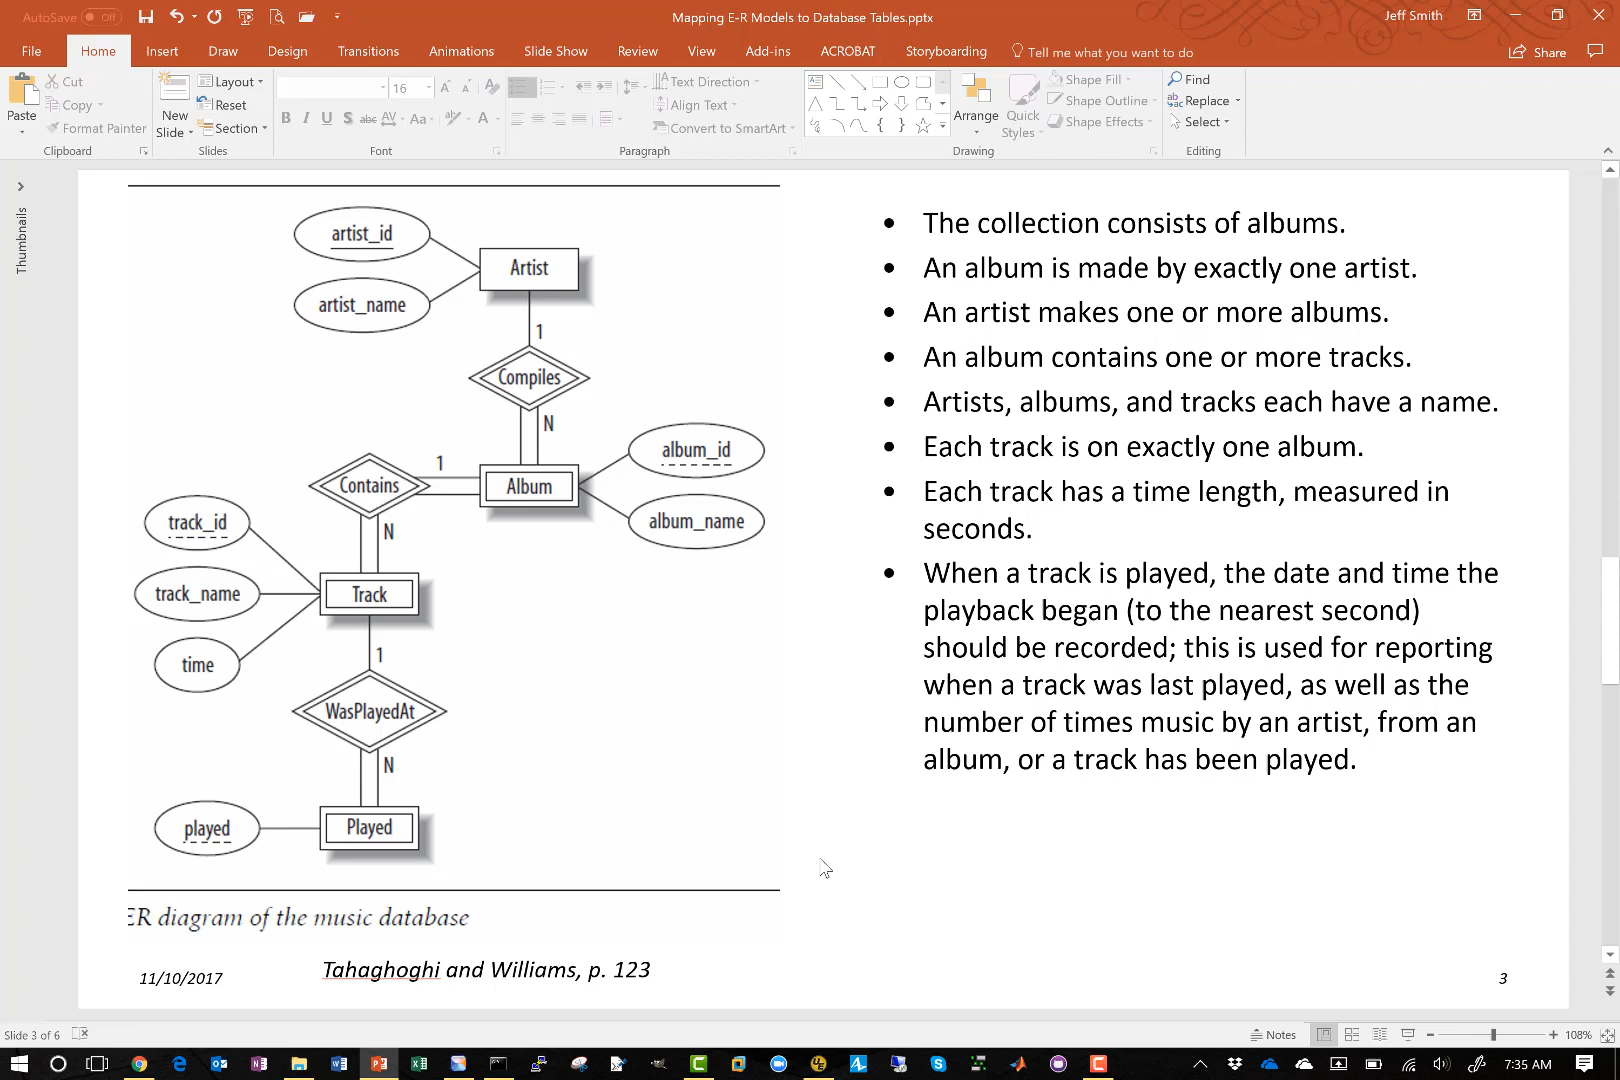 AutoSave Off
Mapping E-R Models to Database Tables.pptx
Jeff Smith
File Home Insert Draw Design Transitions Animations Slide Show Review View Add-ins ACROBAT Storyboarding Tell me what you want to do Share
Paste
Cut
Copy
Format Painter
Clipboard
New Slide
Layout
Reset
Section
Slides
16
B I U S abc AV Aa A
Font
Text Direction
Align Text
Convert to SmartArt
Paragraph
Arrange
Quick Styles
Shape Fill
Shape Outline
Shape Effects
Drawing
Find
Replace
Select
Editing
Thumbnails
artist_id
Artist
artist_name
1
Compiles
N
album_id
1
Contains
Album
album_name
N
track_id
track_name
Track
time
1
WasPlayedAt
N
played
Played
ER diagram of the music database
Tahaghoghi and Williams, p. 123
11/10/2017
• The collection consists of albums.
• An album is made by exactly one artist.
• An artist makes one or more albums.
• An album contains one or more tracks.
• Artists, albums, and tracks each have a name.
• Each track is on exactly one album.
• Each track has a time length, measured in
seconds.
• When a track is played, the date and time the
playback began (to the nearest second)
should be recorded; this is used for reporting
when a track was last played, as well as the
number of times music by an artist, from an
album, or a track has been played.
3
Slide 3 of 6
Notes
108%
7:35 AM